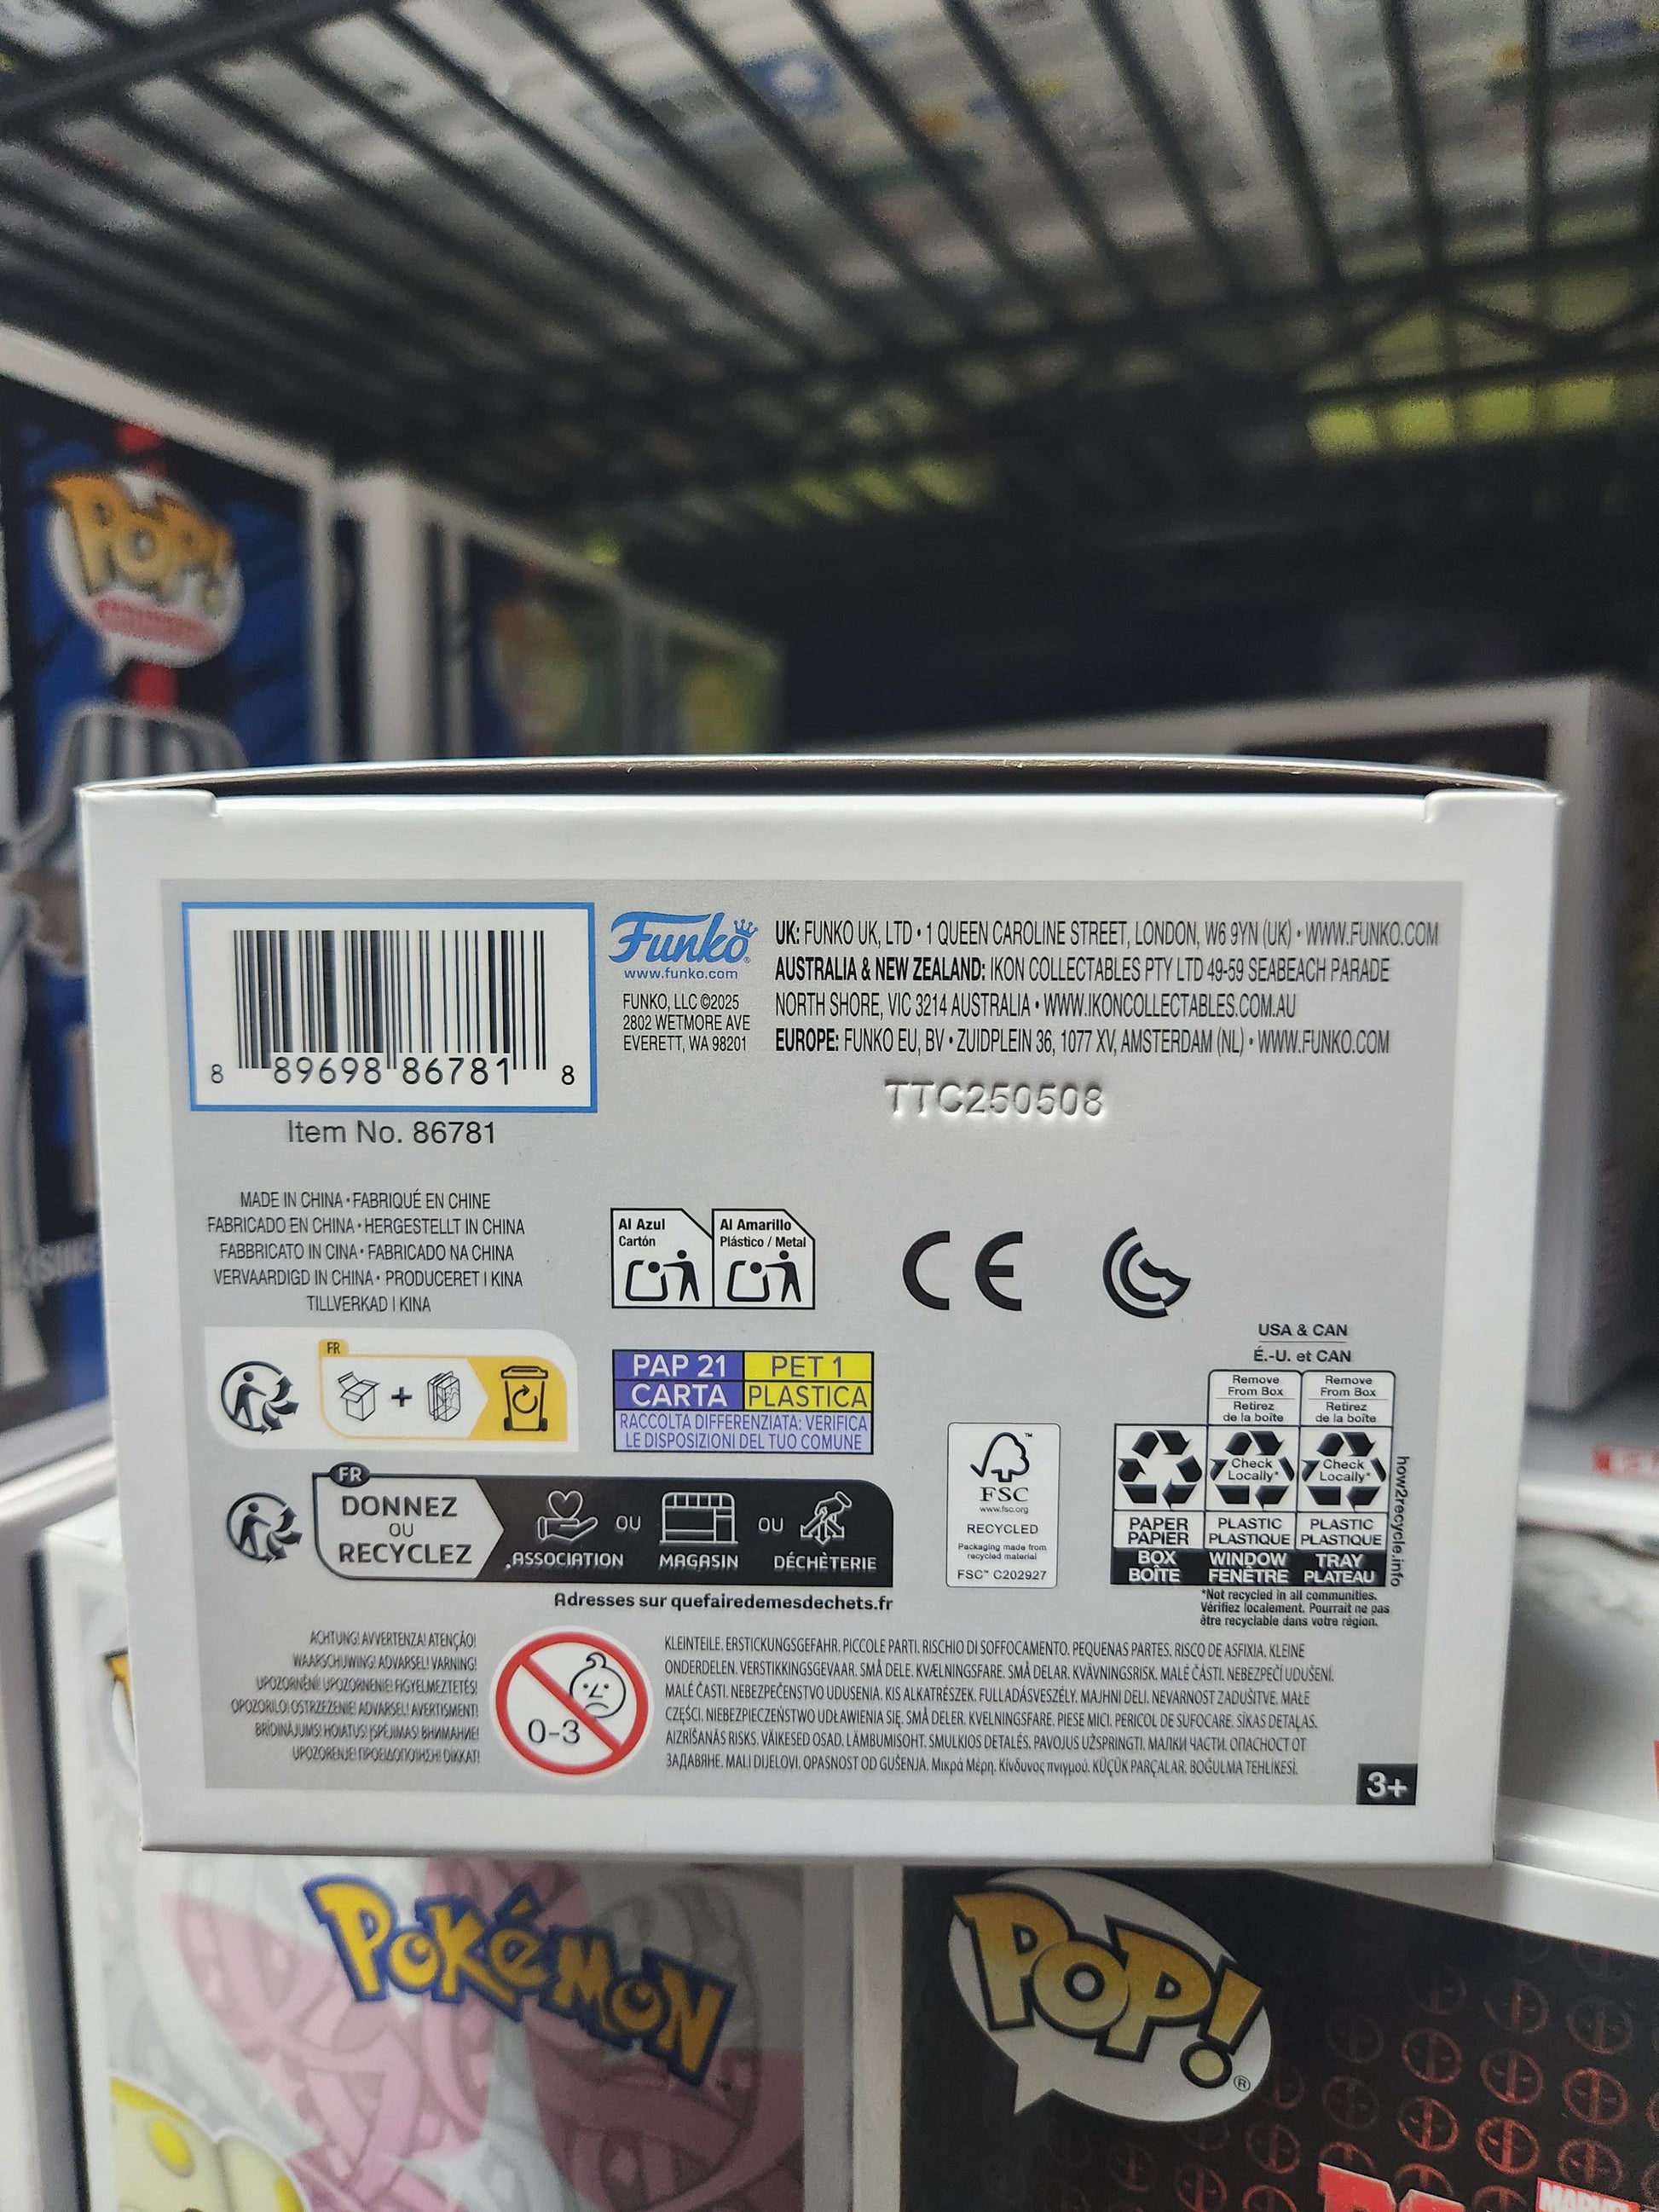 POP!
8 89698 86781 8
Item No. 86781
Funko
www.funko.com
FUNKO, LLC ©2025
2802 WETMORE AVE
EVERETT, WA 98201
UK: FUNKO UK, LTD • 1 QUEEN CAROLINE STREET, LONDON, W6 9YN (UK) • WWW.FUNKO.COM
AUSTRALIA & NEW ZEALAND: IKON COLLECTABLES PTY LTD 49-59 SEABEACH PARADE
NORTH SHORE, VIC 3214 AUSTRALIA • WWW.IKONCOLLECTABLES.COM.AU
EUROPE: FUNKO EU, BV • ZUIDPLEIN 36, 1077 XV, AMSTERDAM (NL) • WWW.FUNKO.COM
TTC250508
MADE IN CHINA • FABRIQUÉ EN CHINE
FABRICADO EN CHINA • HERGESTELLT IN CHINA
FABBRICATO IN CINA • FABRICADO NA CHINA
VERVAARDIGD IN CHINA • PRODUCERET I KINA
TILLVERKAD I KINA
Al Azul
Cartón
Al Amarillo
Plástico / Metal
CE
FR
PAP 21
CARTA
PET 1
PLASTICA
RACCOLTA DIFFERENZIATA: VERIFICA
LE DISPOSIZIONI DEL TUO COMUNE
FR
DONNEZ
OU
RECYCLEZ
ASSOCIATION
OU
MAGASIN
OU
DÉCHÈTERIE
Adresses sur quefairedemesdechets.fr
FSC
www.fsc.org
RECYCLED
Packaging made from
recycled material
FSC™ C202927
USA & CAN
É.-U. et CAN
Remove
From Box
Retirez
de la boîte
Remove
From Box
Retirez
de la boîte
Check
Locally*
Check
Locally*
PAPER
PAPIER
BOX
BOÎTE
PLASTIC
PLASTIQUE
WINDOW
FENÊTRE
PLASTIC
PLASTIQUE
TRAY
PLATEAU
how2recycle.info
*Not recycled in all communities.
Vérifiez localement. Pourrait ne pas
être recyclable dans votre région.
ACHTUNG! AVVERTENZA! ATENÇÃO!
WAARSCHUWING! ADVARSEL! VARNING!
UPOZORNĚNÍ! UPOZORNENIE! FIGYELMEZTETÉS!
OPOZORILO! OSTRZEŻENIE! ADVARSEL! AVERTISMENT!
BRĪDINĀJUMS! HOIATUS! ĮSPĖJIMAS! ВНИМАНИЕ!
UPOZORENJE! ΠΡΟΕΙΔΟΠΟΙΗΣΗ! DİKKAT!
0-3
KLEINTEILE. ERSTICKUNGSGEFAHR. PICCOLE PARTI. RISCHIO DI SOFFOCAMENTO. PEQUENAS PARTES. RISCO DE ASFIXIA. KLEINE
ONDERDELEN. VERSTIKKINGSGEVAAR. SMÅ DELE. KVÆLNINGSFARE. SMÅ DELAR. KVÄVNINGSRISK. MALÉ ČÁSTI. NEBEZPEČÍ UDUŠENÍ.
MALÉ ČASTI. NEBEZPEČENSTVO UDUSENIA. KIS ALKATRÉSZEK. FULLADÁSVESZÉLY. MAJHNI DELI. NEVARNOST ZADUŠITVE. MAŁE
CZĘŚCI. NIEBEZPIECZEŃSTWO UDŁAWIENIA SIĘ. SMÅ DELER. KVELNINGSFARE. PIESE MICI. PERICOL DE SUFOCARE. SĪKAS DETAĻAS.
AIZRĪŠANĀS RISKS. VÄIKESED OSAD. LÄMBUMISOHT. SMULKIOS DETALĖS. PAVOJUS UŽSPRINGTI. МАЛКИ ЧАСТИ. ОПАСНОСТ ОТ
ЗАДАВЯНЕ. MALI DIJELOVI. OPASNOST OD GUŠENJA. Μικρά Μέρη. Κίνδυνος πνιγμού. KÜÇÜK PARÇALAR. BOĞULMA TEHLİKESİ.
3+
POKÉMON
POP!